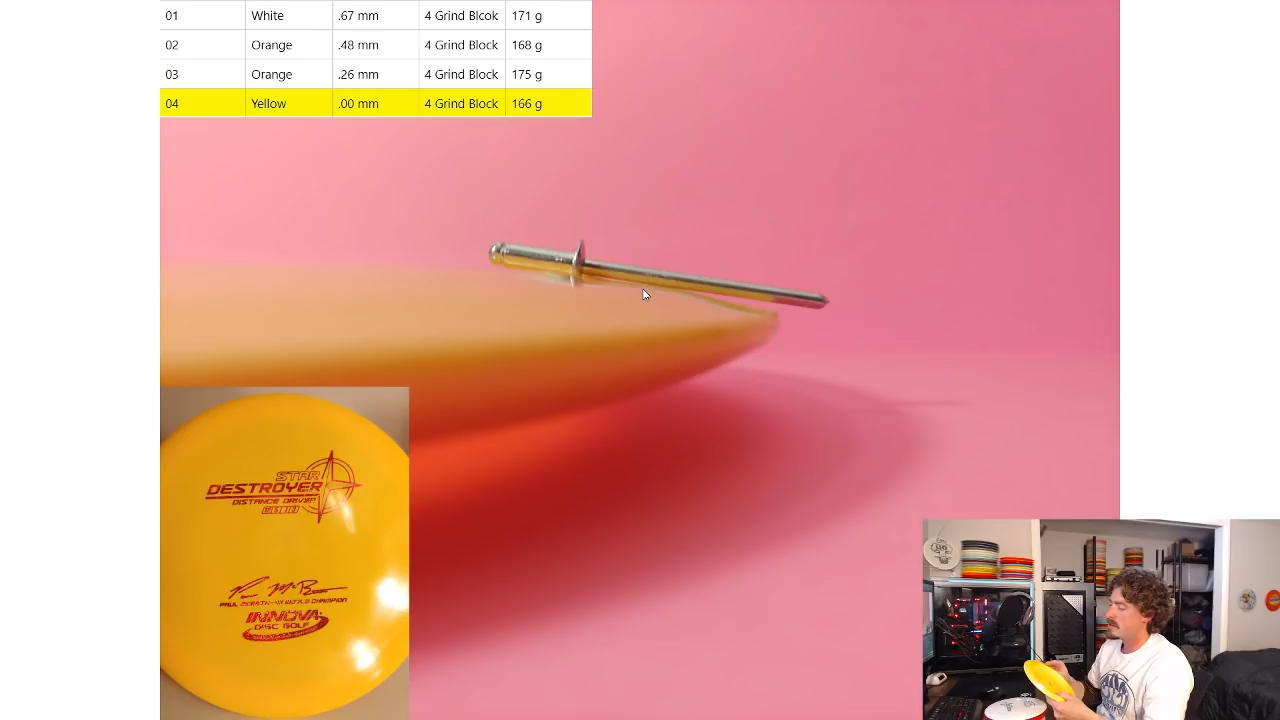 01 White .67 mm 4 Grind Blcok 171 g
02 Orange .48 mm 4 Grind Block 168 g
03 Orange .26 mm 4 Grind Block 175 g
04 Yellow .00 mm 4 Grind Block 166 g
STAR
DESTROYER
DISTANCE DRIVER
INNOVA
DISC GOLF